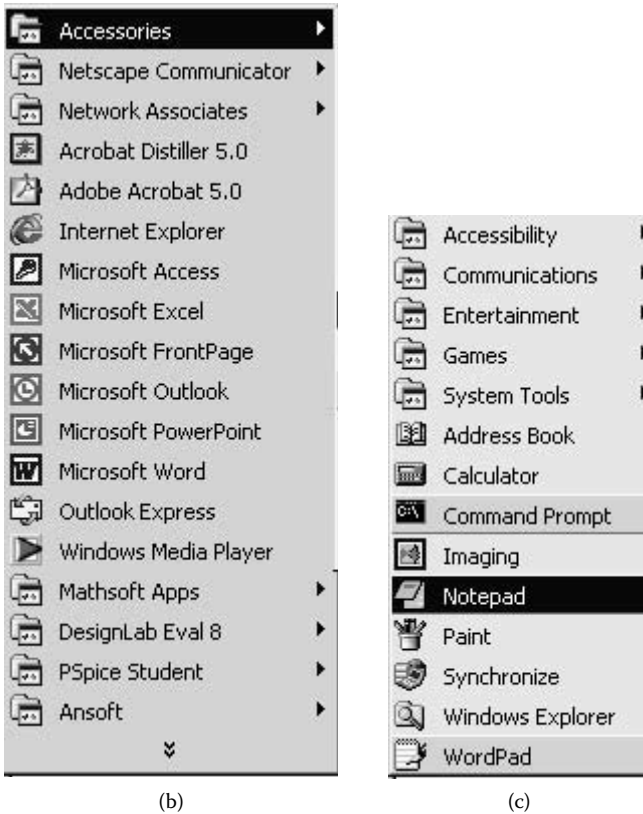 Accessories
Netscape Communicator
Network Associates
Acrobat Distiller 5.0
Adobe Acrobat 5.0
Internet Explorer
Microsoft Access
Microsoft Excel
Microsoft FrontPage
Microsoft Outlook
Microsoft PowerPoint
Microsoft Word
Outlook Express
Windows Media Player
Mathsoft Apps
DesignLab Eval 8
PSpice Student
Ansoft
(b)
Accessibility
Communications
Entertainment
Games
System Tools
Address Book
Calculator
Command Prompt
Imaging
Notepad
Paint
Synchronize
Windows Explorer
WordPad
(c)